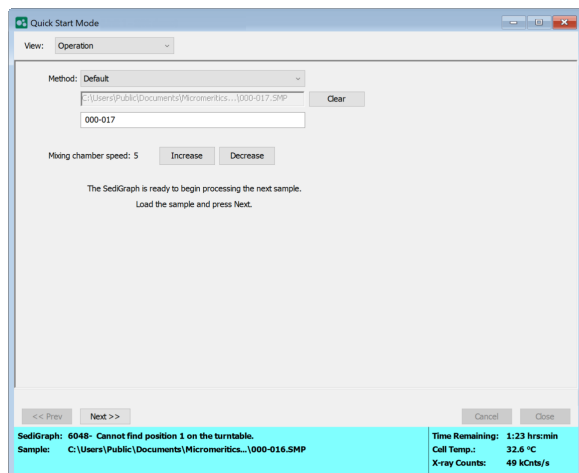 Quick Start Mode
View: Operation
Method: Default
C:\Users\Public\Documents\Micromeritics...\000-017.SMP Clear
000-017
Mixing chamber speed: 5 Increase Decrease
The SediGraph is ready to begin processing the next sample.
Load the sample and press Next.
<< Prev Next >> Cancel Close
SediGraph: 6048- Cannot find position 1 on the turntable. Time Remaining: 1:23 hrs:min
Sample: C:\Users\Public\Documents\Micromeritics...\000-016.SMP Cell Temp.: 32.6 °C
X-ray Counts: 49 kCnts/s